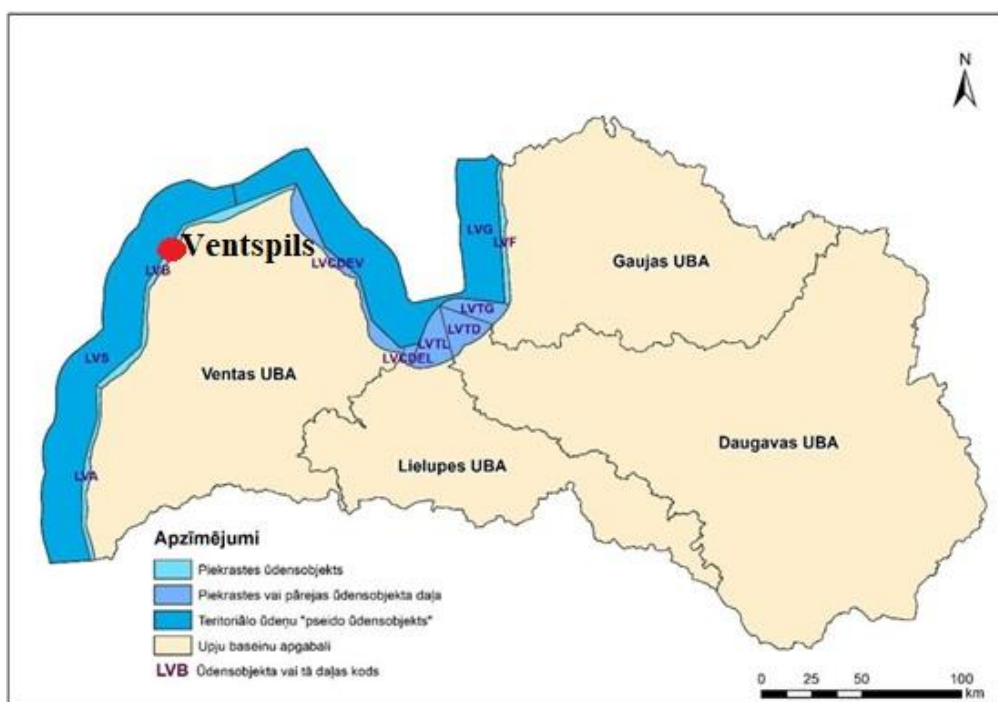 N
Ventspils
LVB
LVCDEV
LVG
LVF
Gaujas UBA
LVTG
LVTD
LVTL
LVCDEL
LVS
Ventas UBA
Daugavas UBA
Lielupes UBA
LVA
Apzīmējumi
Piekrastes ūdensobjekts
Piekrastes vai pārejas ūdensobjekta daļa
Teritoriālo ūdeņu "pseido ūdensobjekts"
Upju baseinu apgabali
LVB Ūdensobjekta vai tā daļas kods
0 25 50 100
km